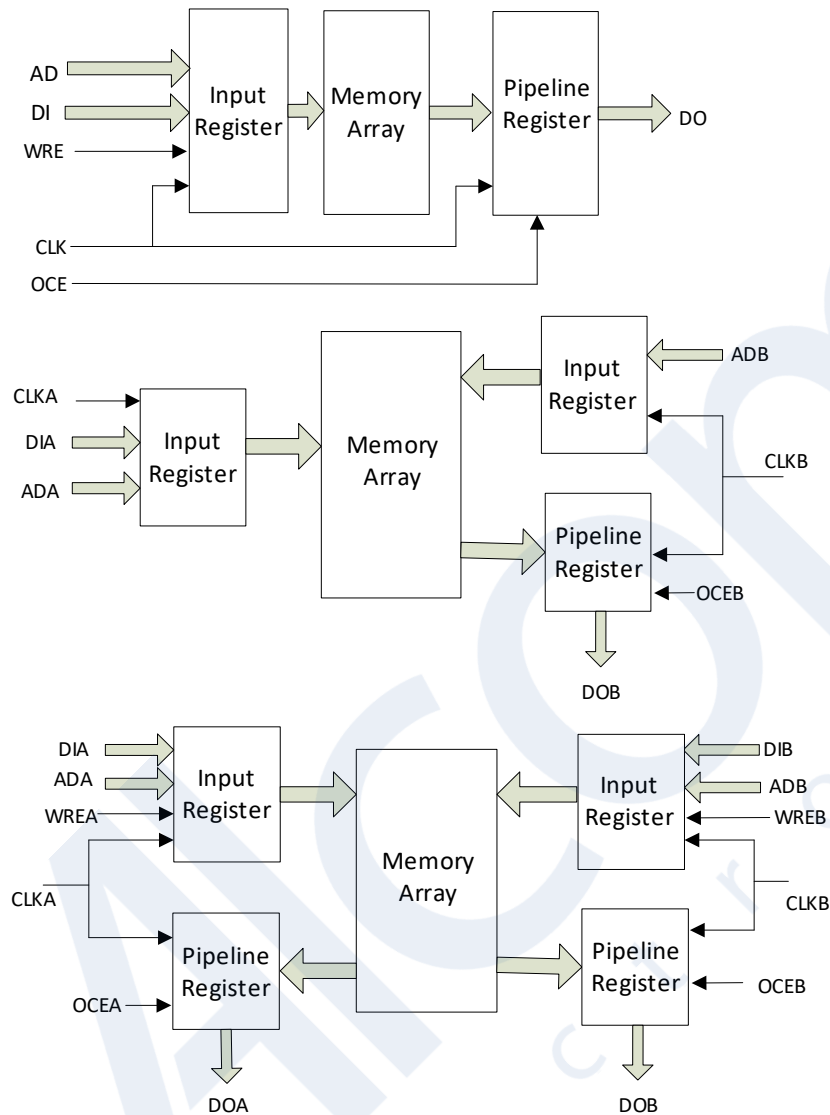 AD
DI
WRE
CLK
OCE
Input
Register
Memory
Array
Pipeline
Register
DO
CLKA
DIA
ADA
Input
Register
Memory
Array
Input
Register
ADB
CLKB
Pipeline
Register
OCEB
DOB
DIA
ADA
WREA
CLKA
OCEA
Input
Register
Pipeline
Register
DOA
Memory
Array
Input
Register
DIB
ADB
WREB
CLKB
Pipeline
Register
OCEB
DOB